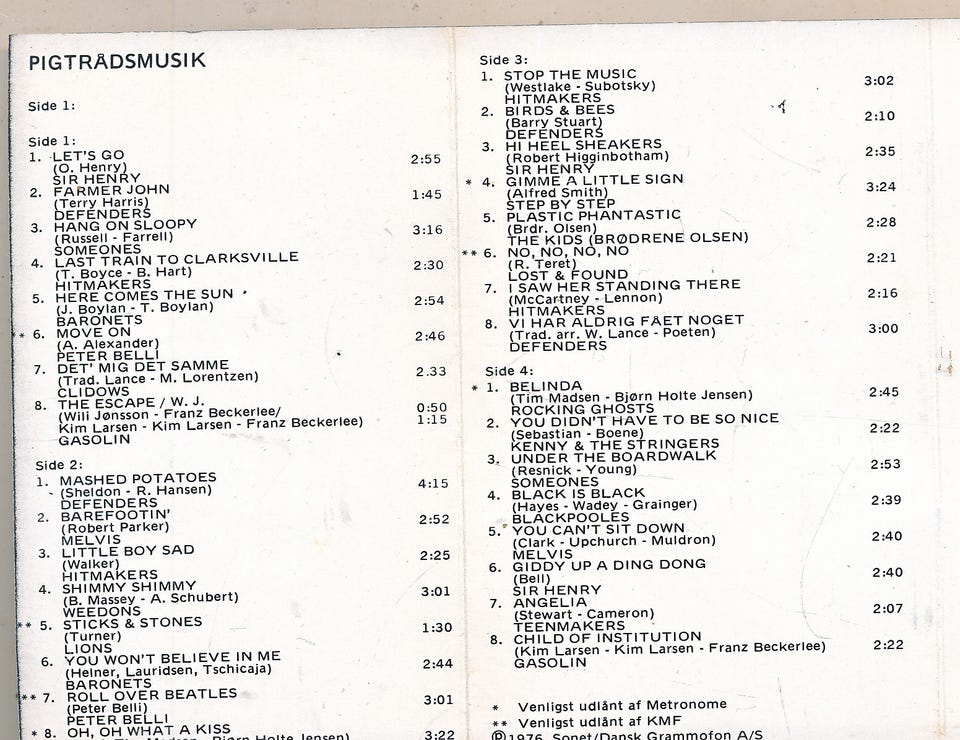 PIGTRÅDSMUSIK
Side 1:
Side 1:
1. LET'S GO 2:55
(O. Henry)
SIR HENRY
2. FARMER JOHN 1:45
(Terry Harris)
DEFENDERS
3. HANG ON SLOOPY 3:16
(Russell - Farrell)
SOMEONES
4. LAST TRAIN TO CLARKSVILLE 2:30
(T. Boyce - B. Hart)
HITMAKERS
5. HERE COMES THE SUN 2:54
(J. Boylan - T. Boylan)
BARONETS
** 6. MOVE ON 2:46
(A. Alexander)
PETER BELLI
7. DET' MIG DET SAMME 2.33
(Trad. Lance - M. Lorentzen)
CLIDOWS
8. THE ESCAPE / W. J. 0:50
(Wili Jønsson - Franz Beckerlee/ 1:15
Kim Larsen - Kim Larsen - Franz Beckerlee)
GASOLIN
Side 2:
1. MASHED POTATOES 4:15
(Sheldon - R. Hansen)
DEFENDERS
2. BAREFOOTIN' 2:52
(Robert Parker)
MELVIS
3. LITTLE BOY SAD 2:25
(Walker)
HITMAKERS
4. SHIMMY SHIMMY 3:01
(B. Massey - A. Schubert)
WEEDONS
** 5. STICKS & STONES 1:30
(Turner)
LIONS
6. YOU WON'T BELIEVE IN ME 2:44
(Helner, Lauridsen, Tschicaja)
BARONETS
** 7. ROLL OVER BEATLES 3:01
(Peter Belli)
PETER BELLI
* 8. OH, OH WHAT A KISS 3:22
Madsen - Bjørn Holte Jensen)
Side 3:
1. STOP THE MUSIC 3:02
(Westlake - Subotsky)
HITMAKERS
2. BIRDS & BEES 2:10
(Barry Stuart)
DEFENDERS
3. HI HEEL SHEAKERS 2:35
(Robert Higginbotham)
SIR HENRY
* 4. GIMME A LITTLE SIGN 3:24
(Alfred Smith)
STEP BY STEP
5. PLASTIC PHANTASTIC 2:28
(Brdr. Olsen)
THE KIDS (BRØDRENE OLSEN)
** 6. NO, NO, NO, NO 2:21
(R. Teret)
LOST & FOUND
7. I SAW HER STANDING THERE 2:16
(McCartney - Lennon)
HITMAKERS
8. VI HAR ALDRIG FÅET NOGET 3:00
(Trad. arr. W. Lance - Poeten)
DEFENDERS
Side 4:
* 1. BELINDA 2:45
(Tim Madsen - Bjørn Holte Jensen)
ROCKING GHOSTS
2. YOU DIDN'T HAVE TO BE SO NICE 2:22
(Sebastian - Boene)
KENNY & THE STRINGERS
3. UNDER THE BOARDWALK 2:53
(Resnick - Young)
SOMEONES
4. BLACK IS BLACK 2:39
(Hayes - Wadey - Grainger)
BLACKPOOLES
5. YOU CAN'T SIT DOWN 2:40
(Clark - Upchurch - Muldron)
MELVIS
6. GIDDY UP A DING DONG 2:40
(Bell)
SIR HENRY
7. ANGELIA 2:07
(Stewart - Cameron)
TEENMAKERS
8. CHILD OF INSTITUTION 2:22
(Kim Larsen - Kim Larsen - Franz Beckerlee)
GASOLIN
* Venligst udlånt af Metronome
** Venligst udlånt af KMF
Ⓟ 1976 Sonet/Dansk Grammofon A/S